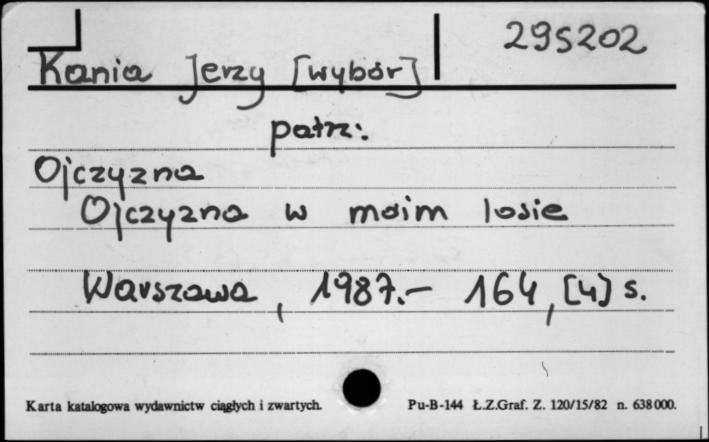 295202
Kania Jerzy [wybór]
patrz:
Ojczyzna
Ojczyzna w moim losie
Warszawa, 1987.- 164, [4] s.
Karta katalogowa wydawnictw ciągłych i zwartych. Pu-B-144 Ł.Z.Graf. Z. 120/15/82 n. 638000.